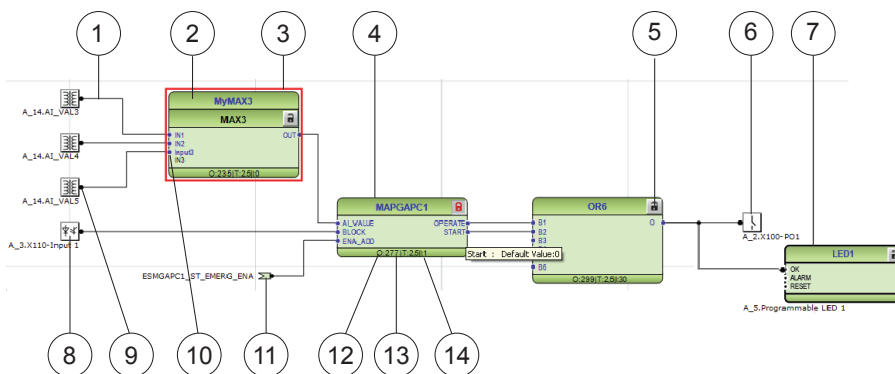 1
2
3
4
5
6
7
A_14.AI_VAL3
A_14.AI_VAL4
A_14.AI_VAL5
A_3.X110-Input 1
MyMAX3
MAX3
IN1
IN2
Input3
IN3
OUT
O:235|T:2.5|I:0
MAPGAPC1
AI_VALUE
BLOCK
ENA_ADD
OPERATE
START
O:277|T:2.5|I:1
ESMGAPC1_ST_EMERG_ENA
Start : Default Value:0
OR6
B1
B2
B3
B6
O
O:299|T:2.5|I:30
A_2.X100-PO1
LED1
OK
ALARM
RESET
A_5.Programmable LED 1
8
9
10
11
12
13
14